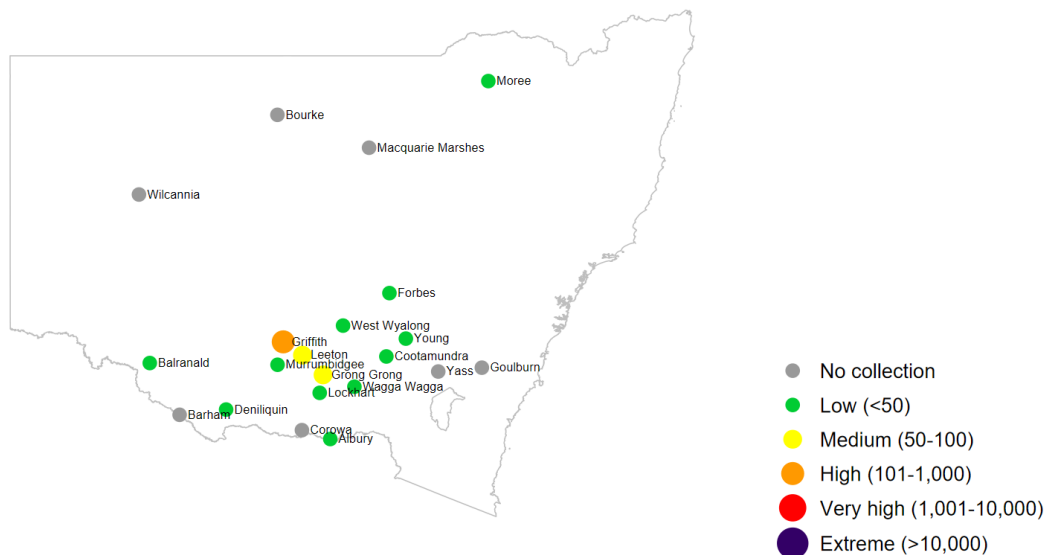 Moree
Bourke
Macquarie Marshes
Wilcannia
Forbes
West Wyalong
Young
Griffith
Leeton
Cootamundra
Balranald
Murrumbidgee
Yass
Goulburn
Grong Grong
Wagga Wagga
Lockhart
Barham
Deniliquin
Corowa
Albury
No collection
Low (<50)
Medium (50-100)
High (101-1,000)
Very high (1,001-10,000)
Extreme (>10,000)